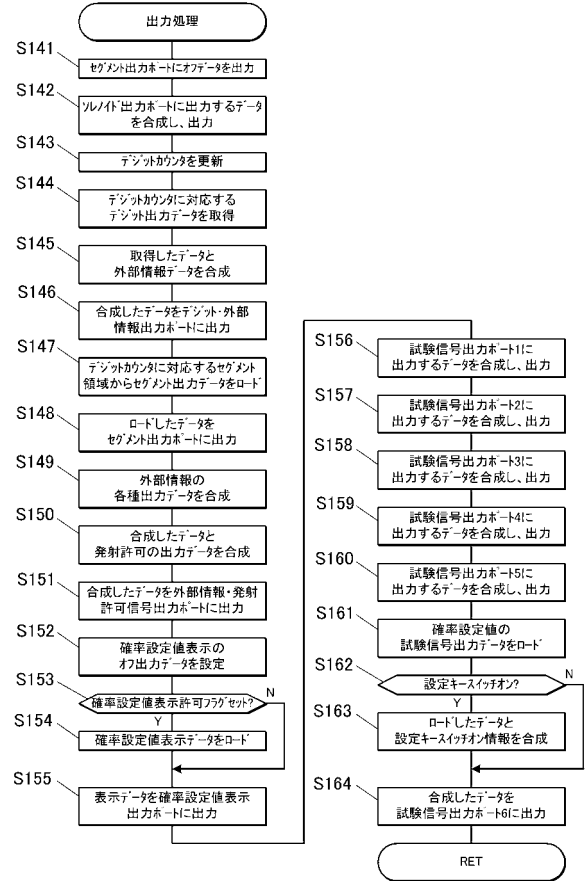 出力処理
S141
セグメント出力ポートにオフデータを出力
S142
ソレノイド出力ポートに出力するデータ
を合成し、出力
S143
デジットカウンタを更新
S144
デジットカウンタに対応する
デジット出力データを取得
S145
取得したデータと
外部情報データを合成
S146
合成したデータをデジット・外部
情報出力ポートに出力
S147
デジットカウンタに対応するセグメント
領域からセグメント出力データをロード
S148
ロードしたデータを
セグメント出力ポートに出力
S149
外部情報の
各種出力データを合成
S150
合成したデータと
発射許可の出力データを合成
S151
合成したデータを外部情報・発射
許可信号出力ポートに出力
S152
確率設定値表示の
オフ出力データを設定
S153
確率設定値表示許可フラグセット?
N
Y
S154
確率設定値表示データをロード
S155
表示データを確率設定値表示
出力ポートに出力
S156
試験信号出力ポート1に
出力するデータを合成し、出力
S157
試験信号出力ポート2に
出力するデータを合成し、出力
S158
試験信号出力ポート3に
出力するデータを合成し、出力
S159
試験信号出力ポート4に
出力するデータを合成し、出力
S160
試験信号出力ポート5に
出力するデータを合成し、出力
S161
確率設定値の
試験信号出力データをロード
S162
設定キースイッチオン?
N
Y
S163
ロードしたデータと
設定キースイッチオン情報を合成
S164
合成したデータを
試験信号出力ポート6に出力
RET